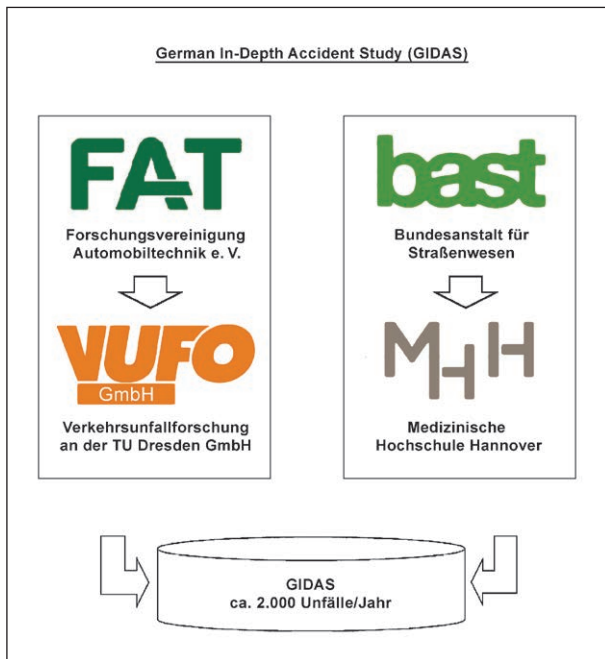 German In-Depth Accident Study (GIDAS)
FAT
Forschungsvereinigung
Automobiltechnik e. V.
VUFO
GmbH
Verkehrsunfallforschung
an der TU Dresden GmbH
bast
Bundesanstalt für
Straßenwesen
MHH
Medizinische
Hochschule Hannover
GIDAS
ca. 2.000 Unfälle/Jahr